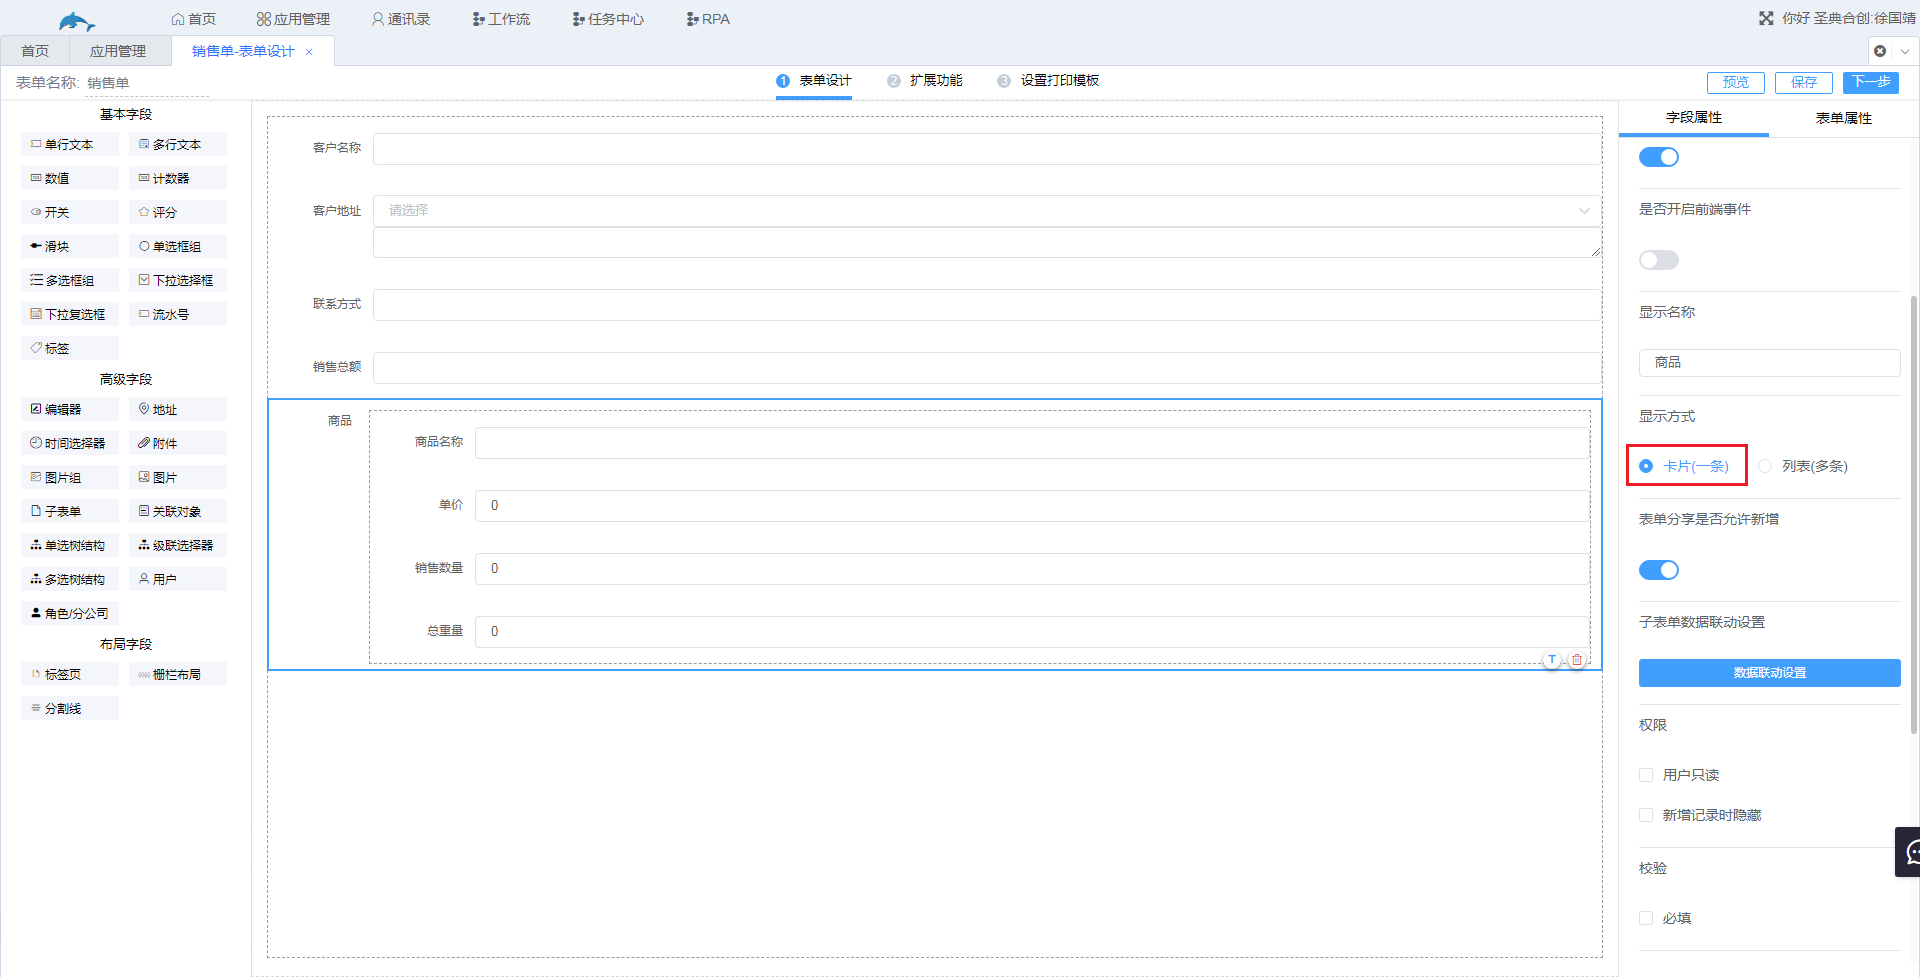 首页 应用管理 通讯录 工作流 任务中心 RPA 你好 圣典合创:徐国靖
首页 应用管理 销售单-表单设计 ×
表单名称: 销售单 1 表单设计 2 扩展功能 3 设置打印模板 预览 保存 下一步
基本字段
单行文本 多行文本
数值 计数器
开关 评分
滑块 单选框组
多选框组 下拉选择框
下拉复选框 流水号
标签
高级字段
编辑器 地址
时间选择器 附件
图片组 图片
子表单 关联对象
单选树结构 级联选择器
多选树结构 用户
角色/分公司
布局字段
标签页 栅栏布局
分割线
客户名称
客户地址 请选择
联系方式
销售总额
商品
商品名称
单价 0
销售数量 0
总重量 0
T
字段属性 表单属性
是否开启前端事件
显示名称
商品
显示方式
卡片(一条) 列表(多条)
表单分享是否允许新增
子表单数据联动设置
数据联动设置
权限
用户只读
新增记录时隐藏
校验
必填